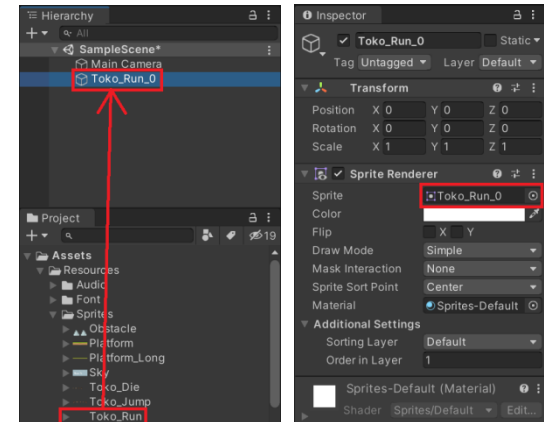 Hierarchy
All
SampleScene*
Main Camera
Toko_Run_0
Project
19
Assets
Resources
Audio
Font
Sprites
Obstacle
Platform
Platform_Long
Sky
Toko_Die
Toko_Jump
Toko_Run
Inspector
Toko_Run_0 Static
Tag Untagged Layer Default
Transform
Position X 0 Y 0 Z 0
Rotation X 0 Y 0 Z 0
Scale X 1 Y 1 Z 1
Sprite Renderer
Sprite Toko_Run_0
Color
Flip X Y
Draw Mode Simple
Mask Interaction None
Sprite Sort Point Center
Material Sprites-Default
Additional Settings
Sorting Layer Default
Order in Layer 1
Sprites-Default (Material)
Shader Sprites/Default Edit...